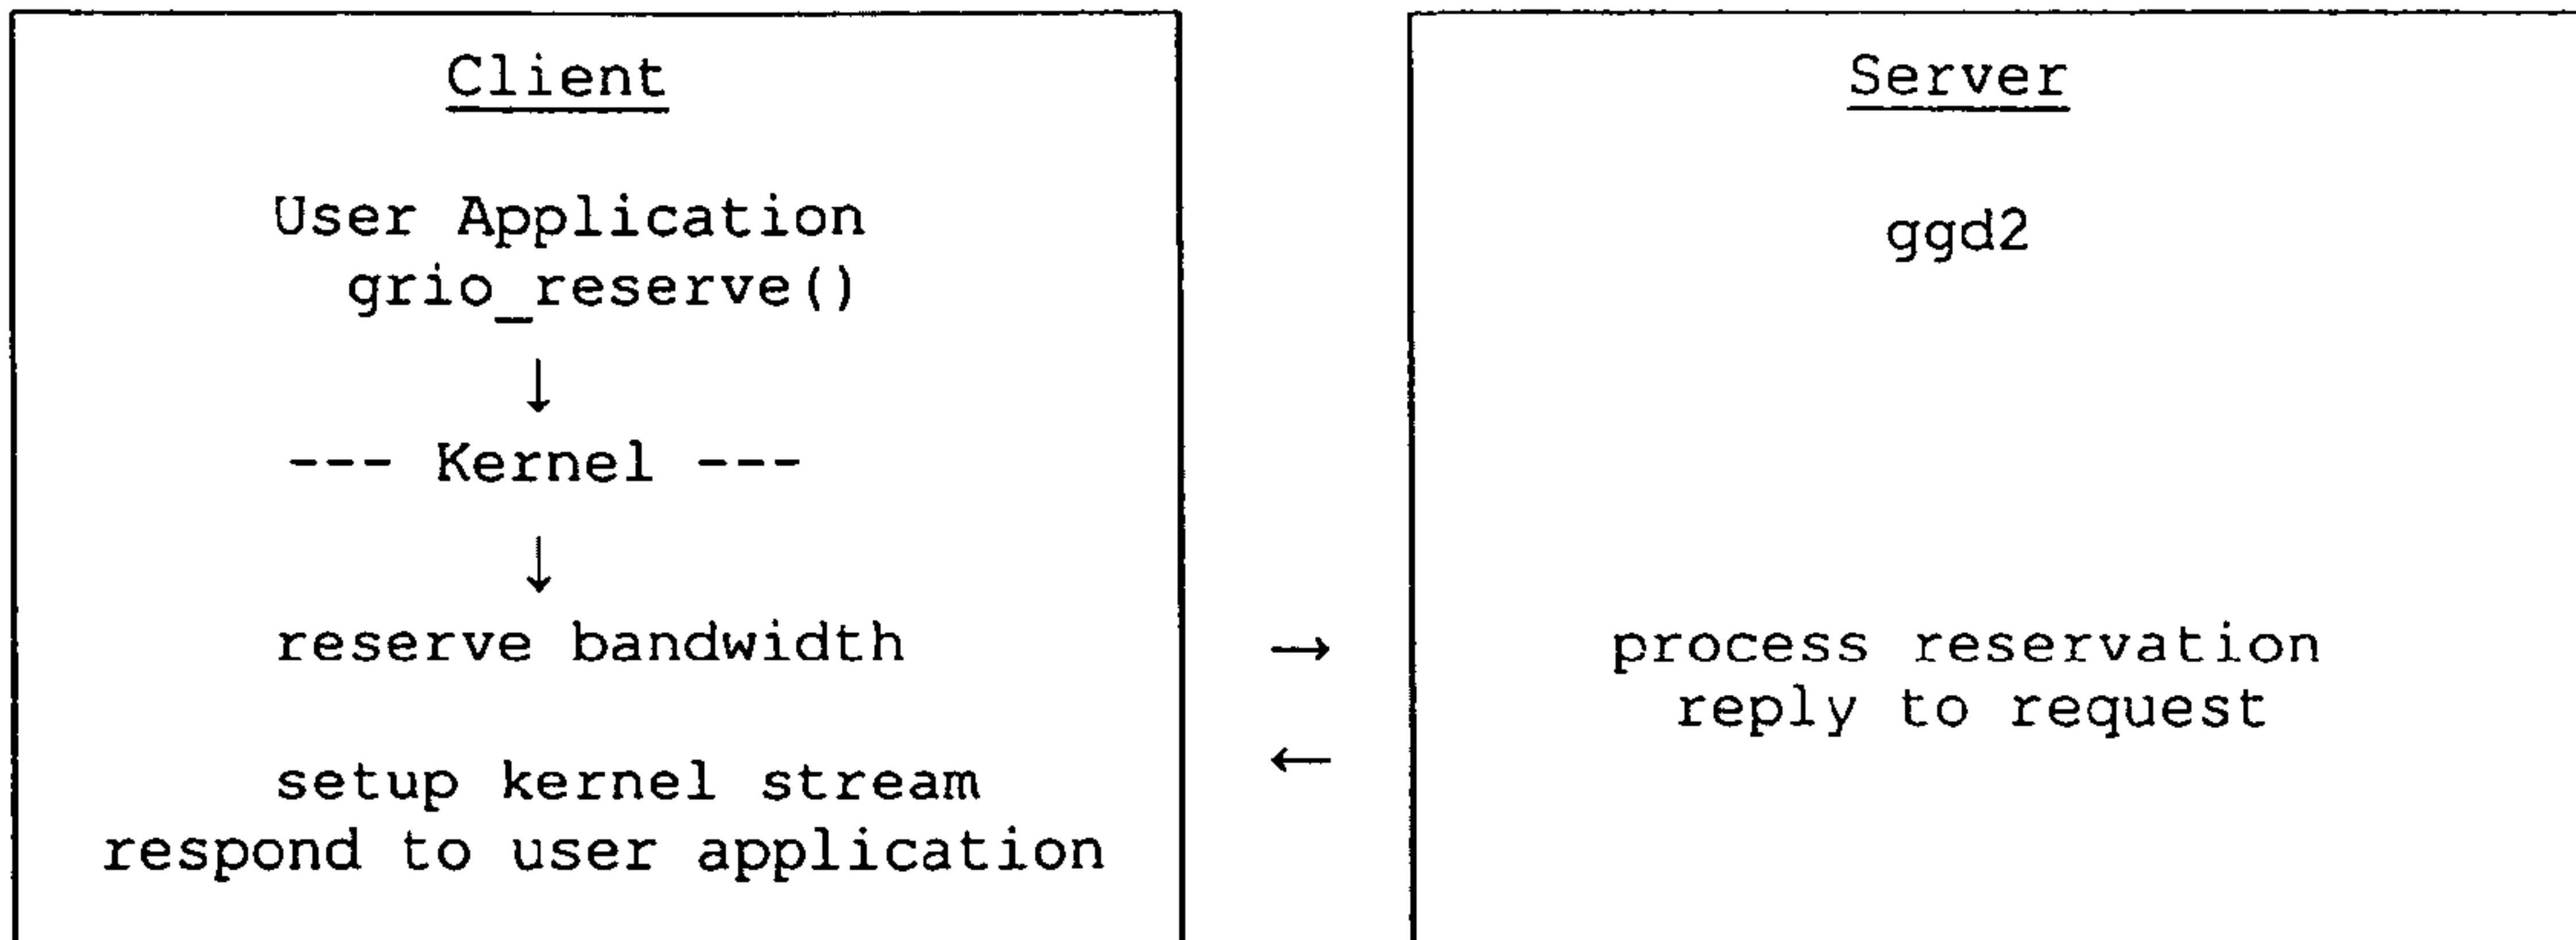 Client
User Application
grio_reserve()
↓
--- Kernel ---
↓
reserve bandwidth
setup kernel stream
respond to user application
→
←
Server
ggd2
process reservation
reply to request